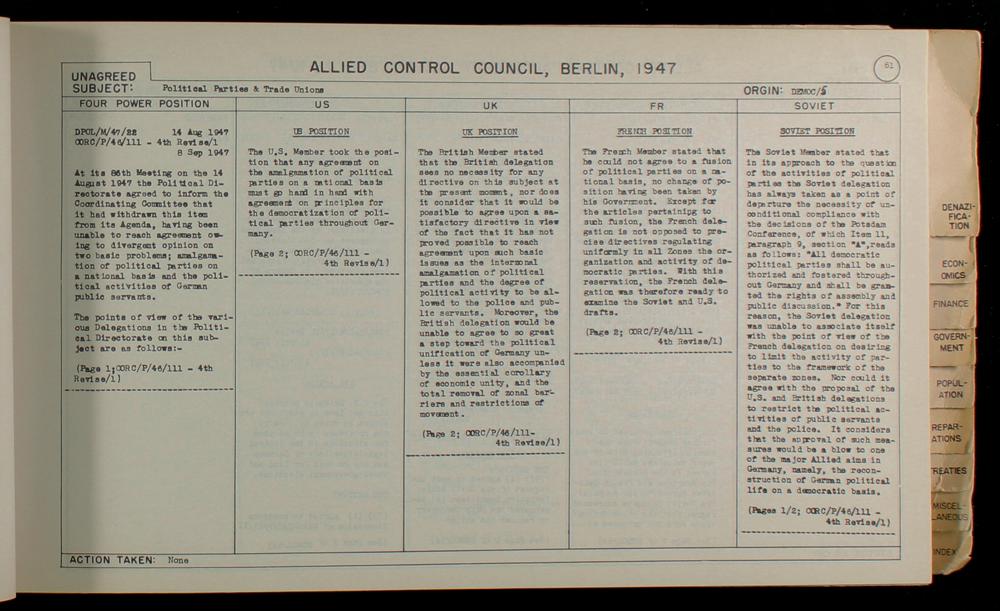 ALLIED CONTROL COUNCIL, BERLIN, 1947
61
UNAGREED
SUBJECT: Political Parties & Trade Unions
ORGIN: DEMOC/5
FOUR POWER POSITION
US
UK
FR
SOVIET
DPOL/M/47/22 14 Aug 1947
CORC/P/46/111 - 4th Revise/1
8 Sep 1947
At its 86th Meeting on the 14
August 1947 the Political Di-
rectorate agreed to inform the
Coordinating Committee that
it had withdrawn this item
from its Agenda, having been
unable to reach agreement ow-
ing to divergent opinion on
two basic problems; amalgama-
tion of political parties on
a national basis and the poli-
tical activities of German
public servants.
The points of view of the vari-
ous Delegations in the Politi-
cal Directorate on this sub-
ject are as follows:-
(Page 1;CORC/P/46/111 - 4th
Revise/1)
US POSITION
The U.S. Member took the posi-
tion that any agreement on
the amalgamation of political
parties on a national basis
must go hand in hand with
agreement on principles for
the democratization of poli-
tical parties throughout Ger-
many.
(Page 2; CORC/P/46/111 -
4th Revise/1)
UK POSITION
The British Member stated
that the British delegation
sees no necessity for any
directive on this subject at
the present moment, nor does
it consider that it would be
possible to agree upon a sa-
tisfactory directive in view
of the fact that it has not
proved possible to reach
agreement upon such basic
issues as the interzonal
amalgamation of political
parties and the degree of
political activity to be al-
lowed to the police and pub-
lic servants. Moreover, the
British delegation would be
unable to agree to so great
a step toward the political
unification of Germany un-
less it were also accompanied
by the essential corollary
of economic unity, and the
total removal of zonal bar-
riers and restrictions of
movement.
(Page 2; CORC/P/46/111-
4th Revise/1)
FRENCH POSITION
The French Member stated that
he could not agree to a fusion
of political parties on a na-
tional basis, no change of po-
sition having been taken by
his Government. Except for
the articles pertaining to
such fusion, the French dele-
gation is not opposed to pre-
cise directives regulating
uniformly in all Zones the or-
ganization and activity of de-
mocratic parties. With this
reservation, the French dele-
gation was therefore ready to
examine the Soviet and U.S.
drafts.
(Page 2; CORC/P/46/111 -
4th Revise/1)
SOVIET POSITION
The Soviet Member stated that
in its approach to the question
of the activities of political
parties the Soviet delegation
has always taken as a point of
departure the necessity of un-
conditional compliance with
the decisions of the Potsdam
Conference, of which Item 11,
paragraph 9, section "A",reads
as follows: "All democratic
political parties shall be au-
thorized and fostered through-
out Germany and shall be gran-
ted the rights of assembly and
public discussion." For this
reason, the Soviet delegation
was unable to associate itself
with the point of view of the
French delegation on desiring
to limit the activity of par-
ties to the framework of the
separate zones. Nor could it
agree with the proposal of the
U.S. and British delegations
to restrict the political ac-
tivities of public servants
and the police. It considers
that the approval of such mea-
sures would be a blow to one
of the major Allied aims in
Germany, namely, the recon-
struction of German political
life on a democratic basis.
(Pages 1/2; CORC/P/46/111 -
4th Revise/1)
ACTION TAKEN: None
DENAZI-
FICA-
TION
ECON-
OMICS
FINANCE
GOVERN-
MENT
POPUL-
ATION
REPAR-
ATIONS
TREATIES
MISCEL-
LANEOUS
INDEX